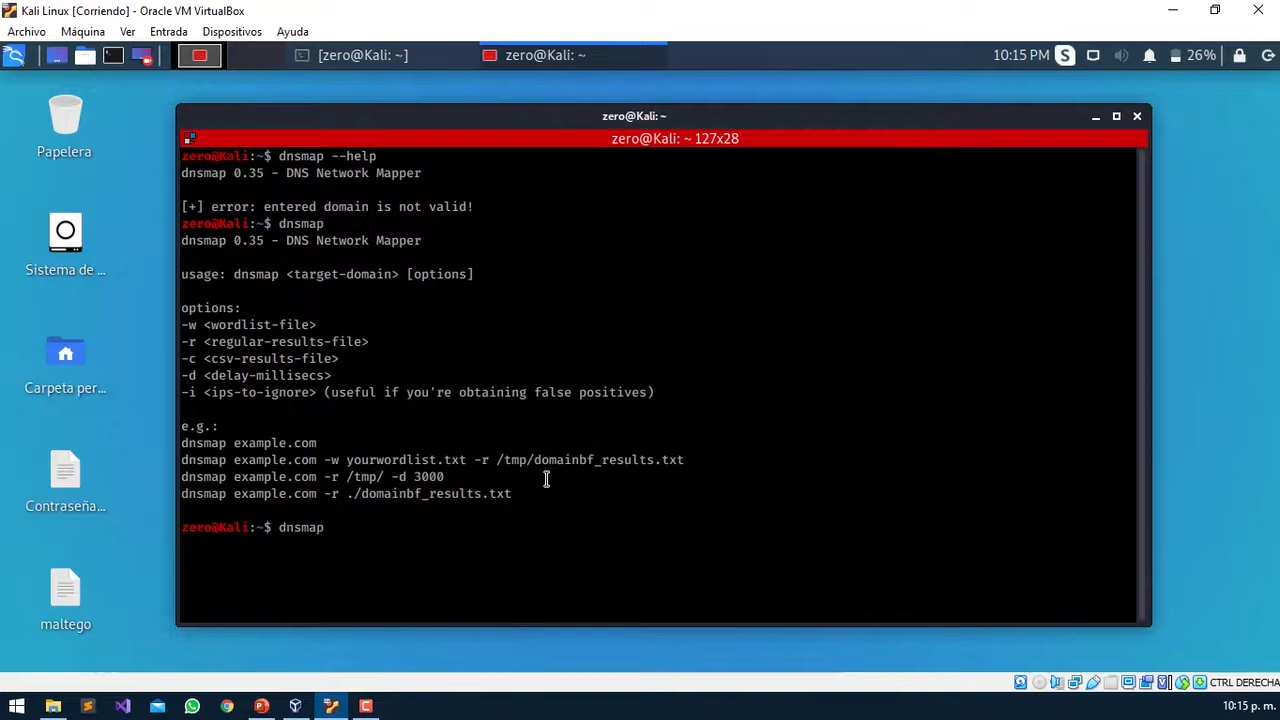 Kali Linux [Corriendo] - Oracle VM VirtualBox
Archivo Máquina Ver Entrada Dispositivos Ayuda
[zero@Kali: ~] zero@Kali: ~ 10:15 PM S 26%
Papelera
Sistema de ...
Carpeta per...
Contraseña...
maltego
zero@Kali: ~
zero@Kali: ~ 127x28
zero@Kali:~$ dnsmap --help
dnsmap 0.35 - DNS Network Mapper
[+] error: entered domain is not valid!
zero@Kali:~$ dnsmap
dnsmap 0.35 - DNS Network Mapper
usage: dnsmap <target-domain> [options]
options:
-w <wordlist-file>
-r <regular-results-file>
-c <csv-results-file>
-d <delay-millisecs>
-i <ips-to-ignore> (useful if you're obtaining false positives)
e.g.:
dnsmap example.com
dnsmap example.com -w yourwordlist.txt -r /tmp/domainbf_results.txt
dnsmap example.com -r /tmp/ -d 3000
dnsmap example.com -r ./domainbf_results.txt
zero@Kali:~$ dnsmap
CTRL DERECHA
10:15 p. m.